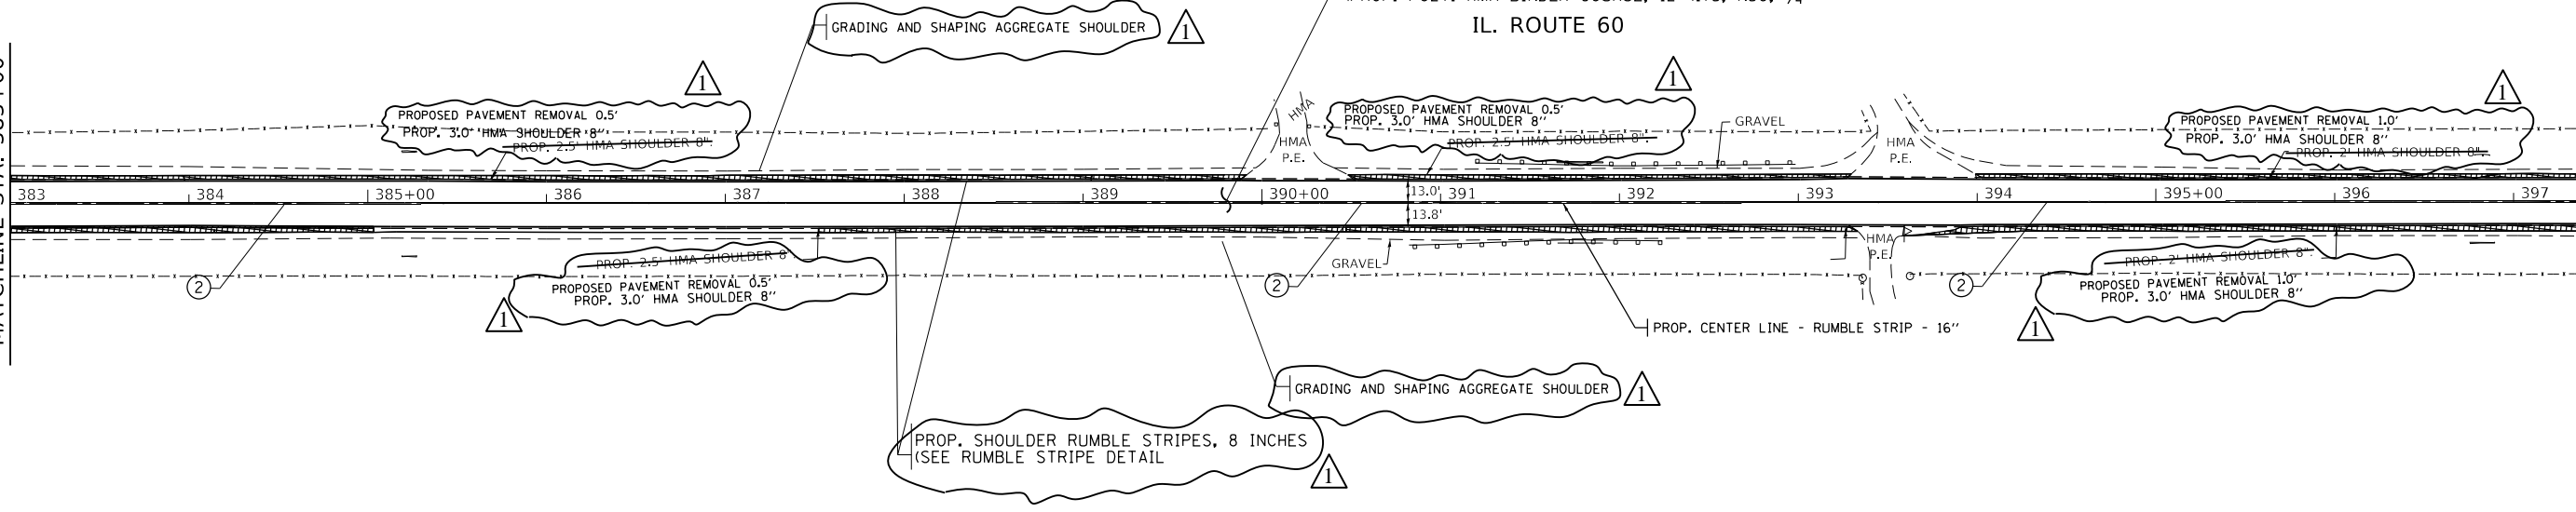 GRADING AND SHAPING AGGREGATE SHOULDER
1
IL. ROUTE 60
1
PROPOSED PAVEMENT REMOVAL 0.5'
PROP. 3.0' HMA SHOULDER 8"
PROP. 2.5' HMA SHOULDER 8"
HMA
HMA
P.E.
1
PROPOSED PAVEMENT REMOVAL 0.5'
PROP. 3.0' HMA SHOULDER 8"
PROP. 2.5' HMA SHOULDER 8".
GRAVEL
HMA
P.E.
1
PROPOSED PAVEMENT REMOVAL 1.0'
PROP. 3.0' HMA SHOULDER 8"
PROP. 2' HMA SHOULDER 8".
383 384 385+00 386 387 388 389 390+00 391 392 393 394 395+00 396 397
13.0'
13.8'
2
PROP. 2.5' HMA SHOULDER 8".
PROPOSED PAVEMENT REMOVAL 0.5'
PROP. 3.0' HMA SHOULDER 8"
1
2
GRAVEL
HMA
P.E.
2
PROP. 2' HMA SHOULDER 8".
PROPOSED PAVEMENT REMOVAL 1.0'
PROP. 3.0' HMA SHOULDER 8"
1
PROP. CENTER LINE - RUMBLE STRIP - 16"
GRADING AND SHAPING AGGREGATE SHOULDER
1
PROP. SHOULDER RUMBLE STRIPES, 8 INCHES
(SEE RUMBLE STRIPE DETAIL
1